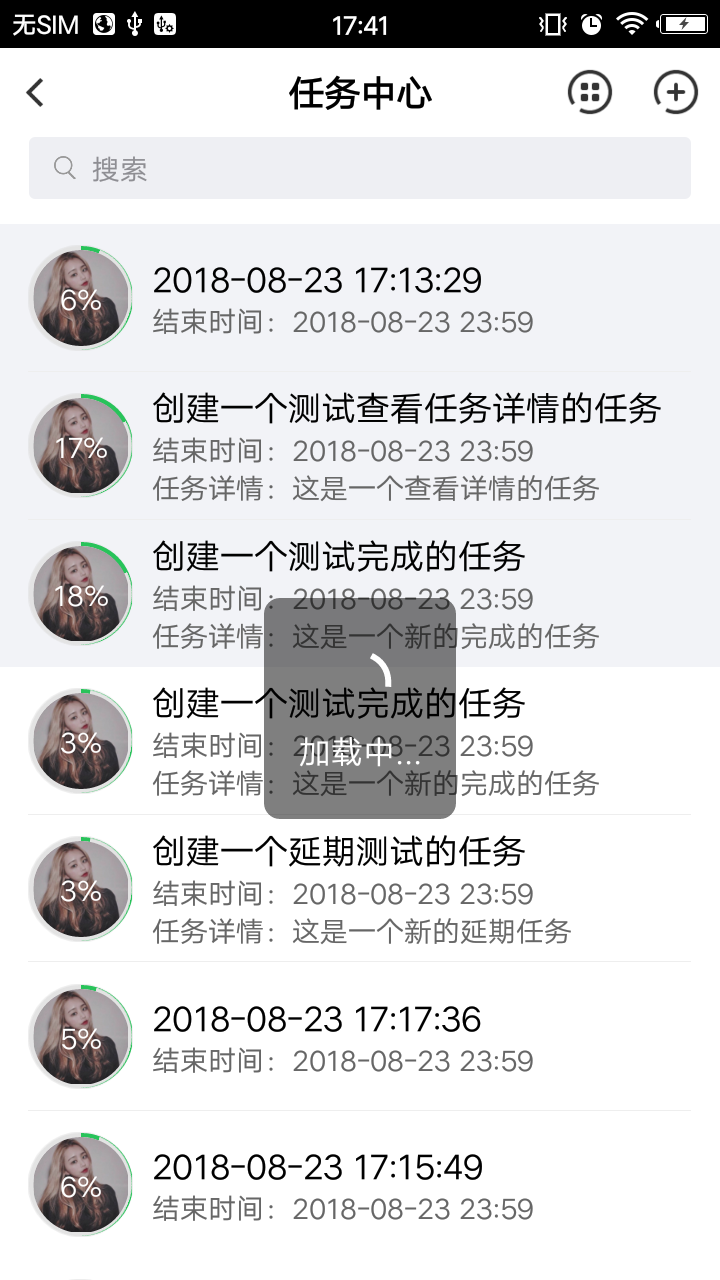 无SIM 17:41
任务中心
搜索
6% 2018-08-23 17:13:29
结束时间：2018-08-23 23:59
创建一个测试查看任务详情的任务
17% 结束时间：2018-08-23 23:59
任务详情：这是一个查看详情的任务
创建一个测试完成的任务
18% 结束时间：2018-08-23 23:59
任务详情：这是一个新的完成的任务
创建一个测试完成的任务
3% 结束时间：2018-08-23 23:59
加载中...
任务详情：这是一个新的完成的任务
创建一个延期测试的任务
3% 结束时间：2018-08-23 23:59
任务详情：这是一个新的延期任务
2018-08-23 17:17:36
5% 结束时间：2018-08-23 23:59
2018-08-23 17:15:49
6% 结束时间：2018-08-23 23:59